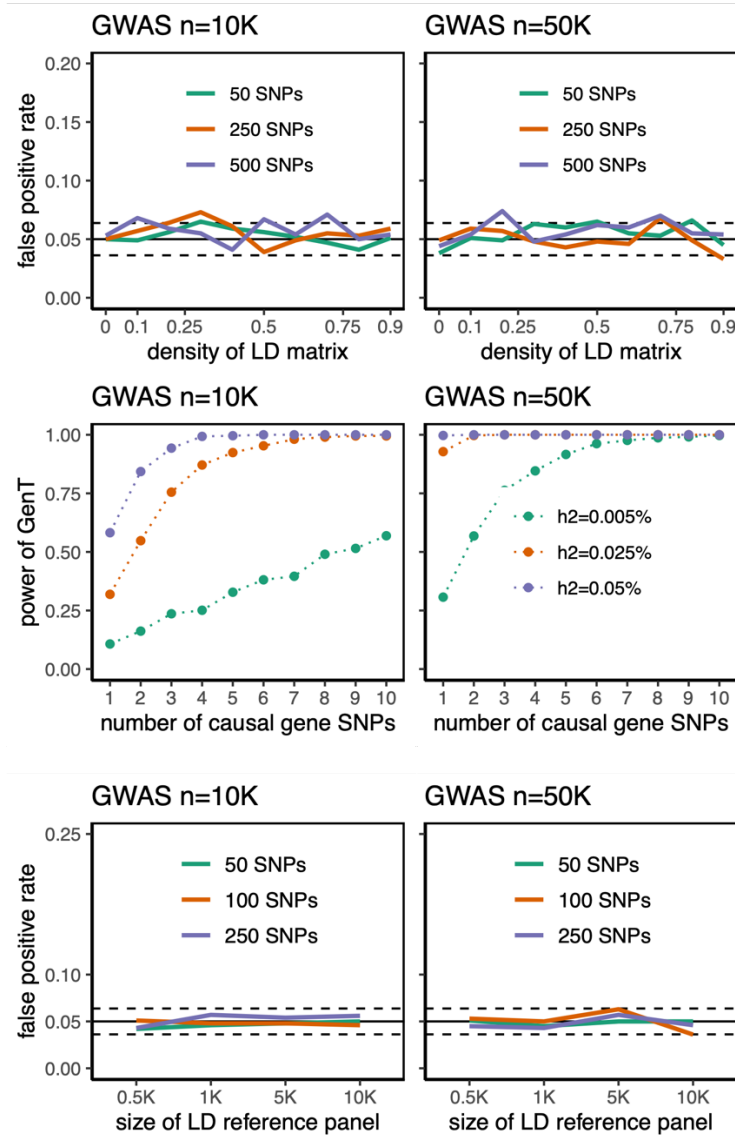 GWAS n=10K
GWAS n=50K
false positive rate
0.20
0.15
0.10
0.05
0.00
50 SNPs
250 SNPs
500 SNPs
50 SNPs
250 SNPs
500 SNPs
0 0.1 0.25 0.5 0.75 0.9
0 0.1 0.25 0.5 0.75 0.9
density of LD matrix
density of LD matrix
GWAS n=10K
GWAS n=50K
power of GenT
1.00
0.75
0.50
0.25
0.00
h2=0.005%
h2=0.025%
h2=0.05%
1 2 3 4 5 6 7 8 9 10
1 2 3 4 5 6 7 8 9 10
number of causal gene SNPs
number of causal gene SNPs
GWAS n=10K
GWAS n=50K
false positive rate
0.25
0.10
0.05
0.00
50 SNPs
100 SNPs
250 SNPs
50 SNPs
100 SNPs
250 SNPs
0.5K 1K 5K 10K
0.5K 1K 5K 10K
size of LD reference panel
size of LD reference panel